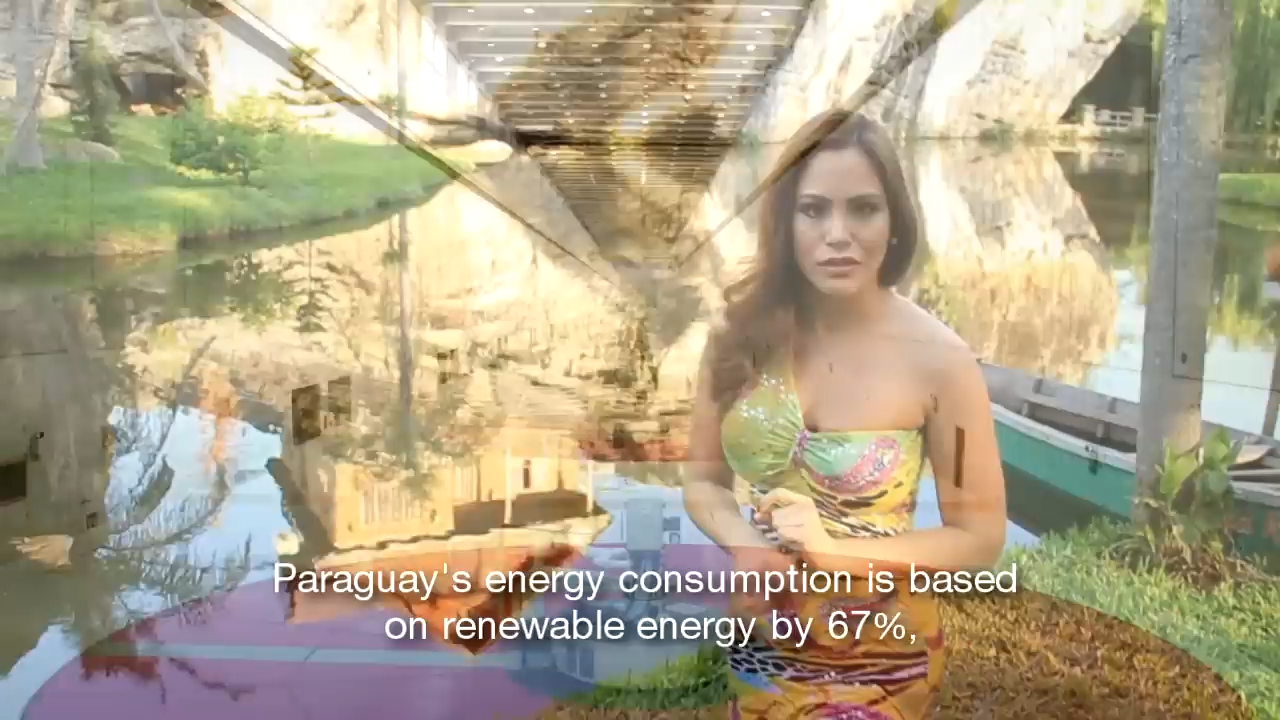 Paraguay's energy consumption is based
on renewable energy by 67%,